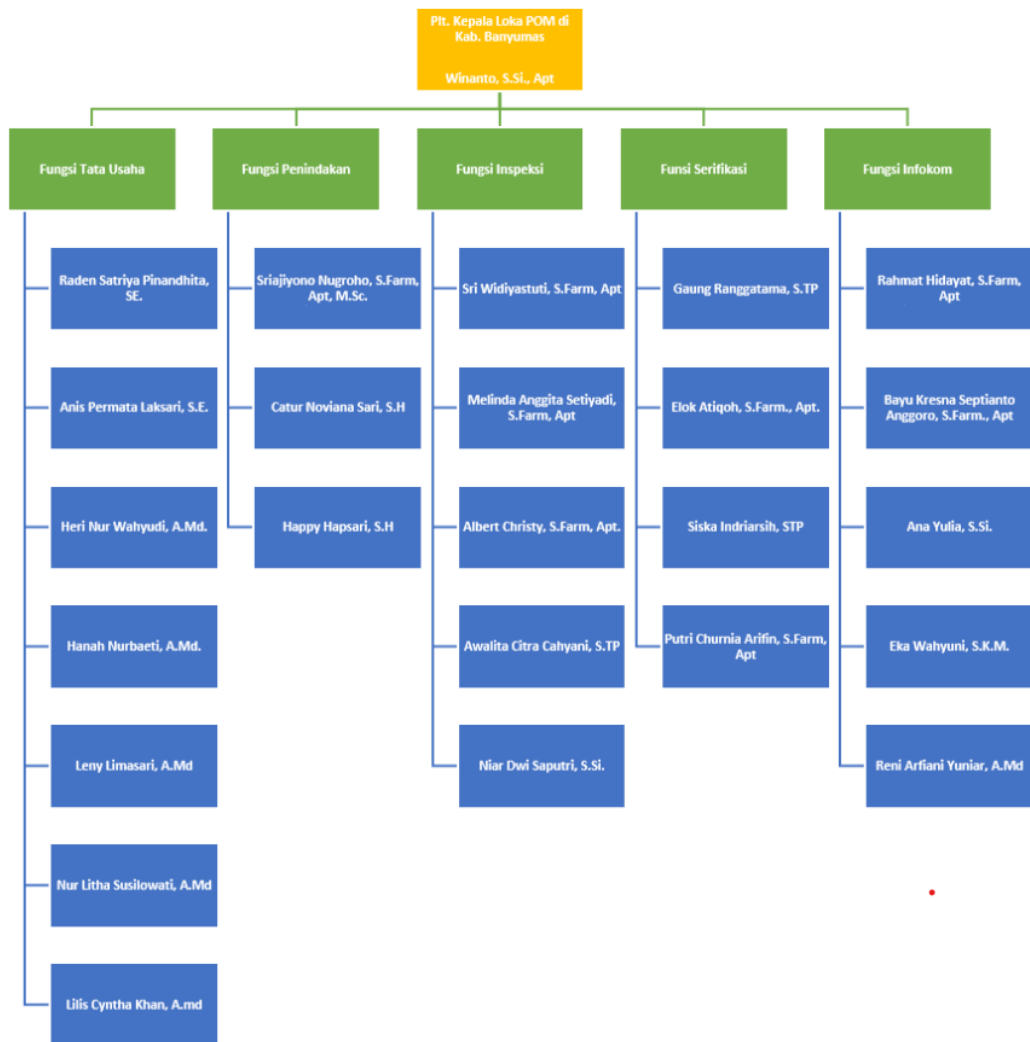 Plt. Kepala Loka POM di
Kab. Banyumas
Winanto, S.Si., Apt
Fungsi Tata Usaha
Fungsi Penindakan
Fungsi Inspeksi
Funsi Serifikasi
Fungsi Infokom
Raden Satriya Pinandhita,
SE.
Anis Permata Laksari, S.E.
Heri Nur Wahyudi, A.Md.
Hanah Nurbaeti, A.Md.
Leny Limasari, A.Md
Nur Litha Susilowati, A.Md
Lilis Cyntha Khan, A.md
Sriajiyono Nugroho, S.Farm,
Apt, M.Sc.
Catur Noviana Sari, S.H
Happy Hapsari, S.H
Sri Widiyastuti, S.Farm, Apt
Melinda Anggita Setiyadi,
S.Farm, Apt
Albert Christy, S.Farm, Apt.
Awalita Citra Cahyani, S.TP
Niar Dwi Saputri, S.Si.
Gaung Ranggatama, S.TP
Elok Atiqoh, S.Farm., Apt.
Siska Indriarsih, STP
Putri Churnia Arifin, S.Farm,
Apt
Rahmat Hidayat, S.Farm,
Apt
Bayu Kresna Septianto
Anggoro, S.Farm., Apt
Ana Yulia, S.Si.
Eka Wahyuni, S.K.M.
Reni Arfiani Yuniar, A.Md